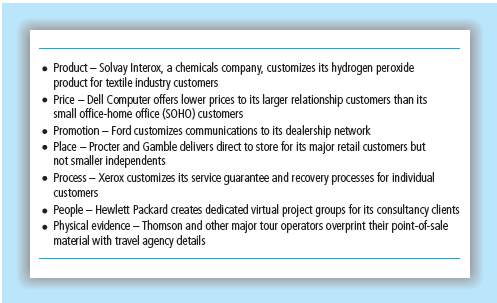 ● Product – Solvay Interox, a chemicals company, customizes its hydrogen peroxide
product for textile industry customers
● Price – Dell Computer offers lower prices to its larger relationship customers than its
small office-home office (SOHO) customers
● Promotion – Ford customizes communications to its dealership network
● Place – Procter and Gamble delivers direct to store for its major retail customers but
not smaller independents
● Process – Xerox customizes its service guarantee and recovery processes for individual
customers
● People – Hewlett Packard creates dedicated virtual project groups for its consultancy clients
● Physical evidence – Thomson and other major tour operators overprint their point-of-sale
material with travel agency details